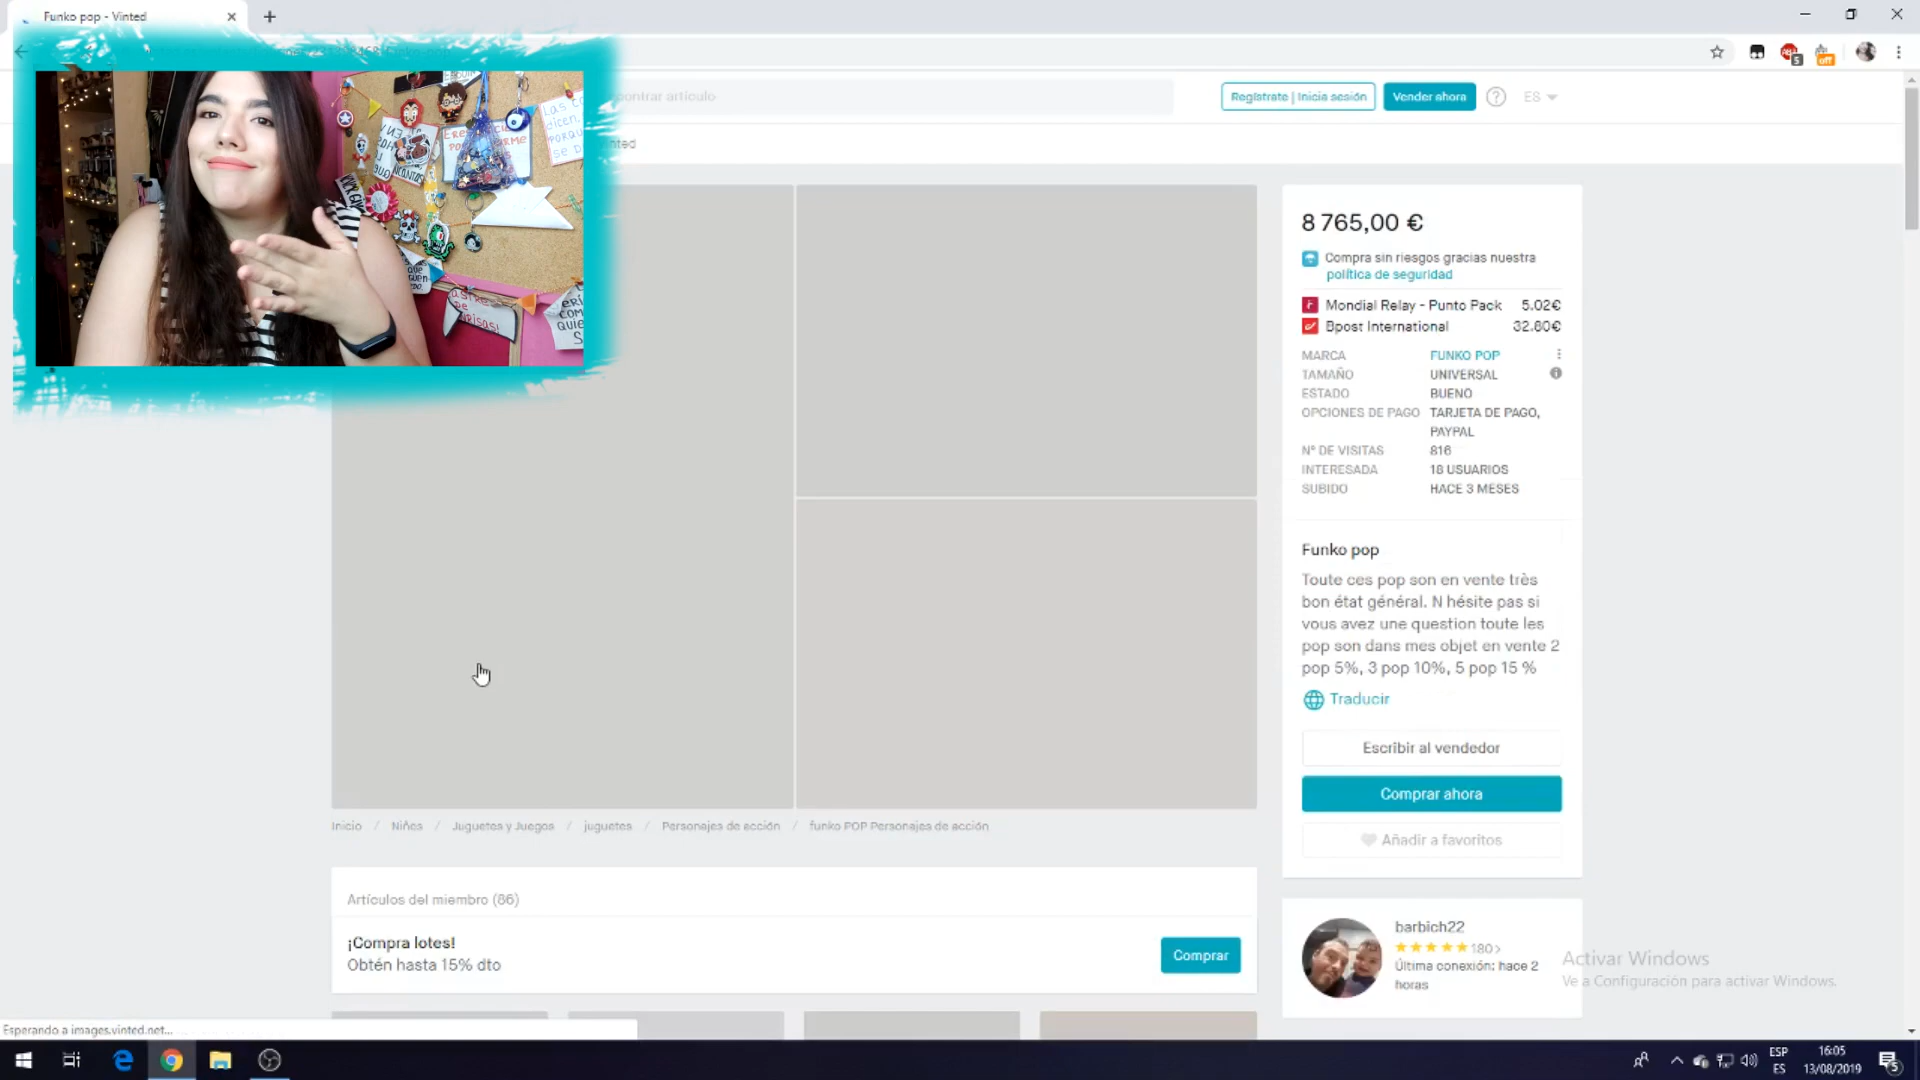 Funko pop - Vinted
ontrar artículo
Regístrate | Inicia sesión
Vender ahora
ES
nted
8 765,00 €
Compra sin riesgos gracias nuestra
política de seguridad
Mondial Relay - Punto Pack 5.02€
Bpost International 32.80€
MARCA FUNKO POP
TAMAÑO UNIVERSAL
ESTADO BUENO
OPCIONES DE PAGO TARJETA DE PAGO,
PAYPAL
Nº DE VISITAS 816
INTERESADA 18 USUARIOS
SUBIDO HACE 3 MESES
Funko pop
Toute ces pop son en vente très
bon état général. N hésite pas si
vous avez une question toute les
pop son dans mes objet en vente 2
pop 5%, 3 pop 10%, 5 pop 15 %
Traducir
Escribir al vendedor
Comprar ahora
Añadir a favoritos
Inicio / Niños / Juguetes y Juegos / juguetes / Personajes de acción / funko POP Personajes de acción
Artículos del miembro (86)
¡Compra lotes!
Obtén hasta 15% dto
Comprar
barbich22
180
Última conexión: hace 2
horas
Activar Windows
Ve a Configuración para activar Windows.
Esperando a images.vinted.net...
ESP
ES
16:05
13/08/2019
5